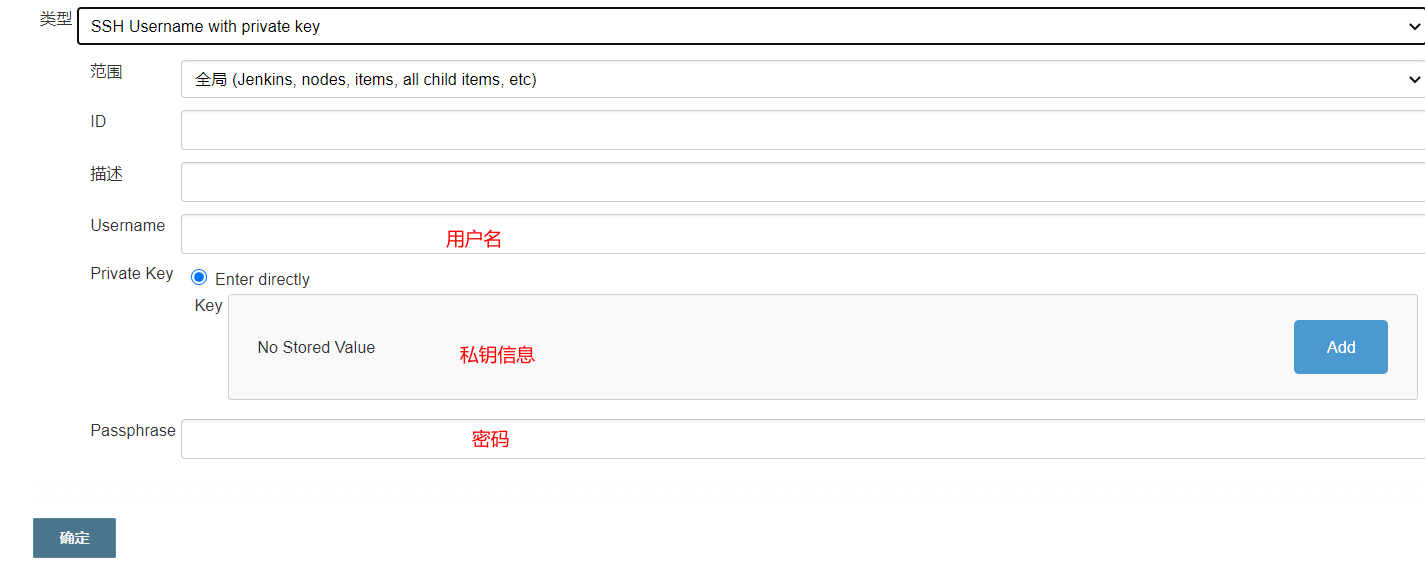 类型 SSH Username with private key
范围 全局 (Jenkins, nodes, items, all child items, etc)
ID
描述
Username 用户名
Private Key Enter directly
Key
No Stored Value 私钥信息 Add
Passphrase 密码
确定